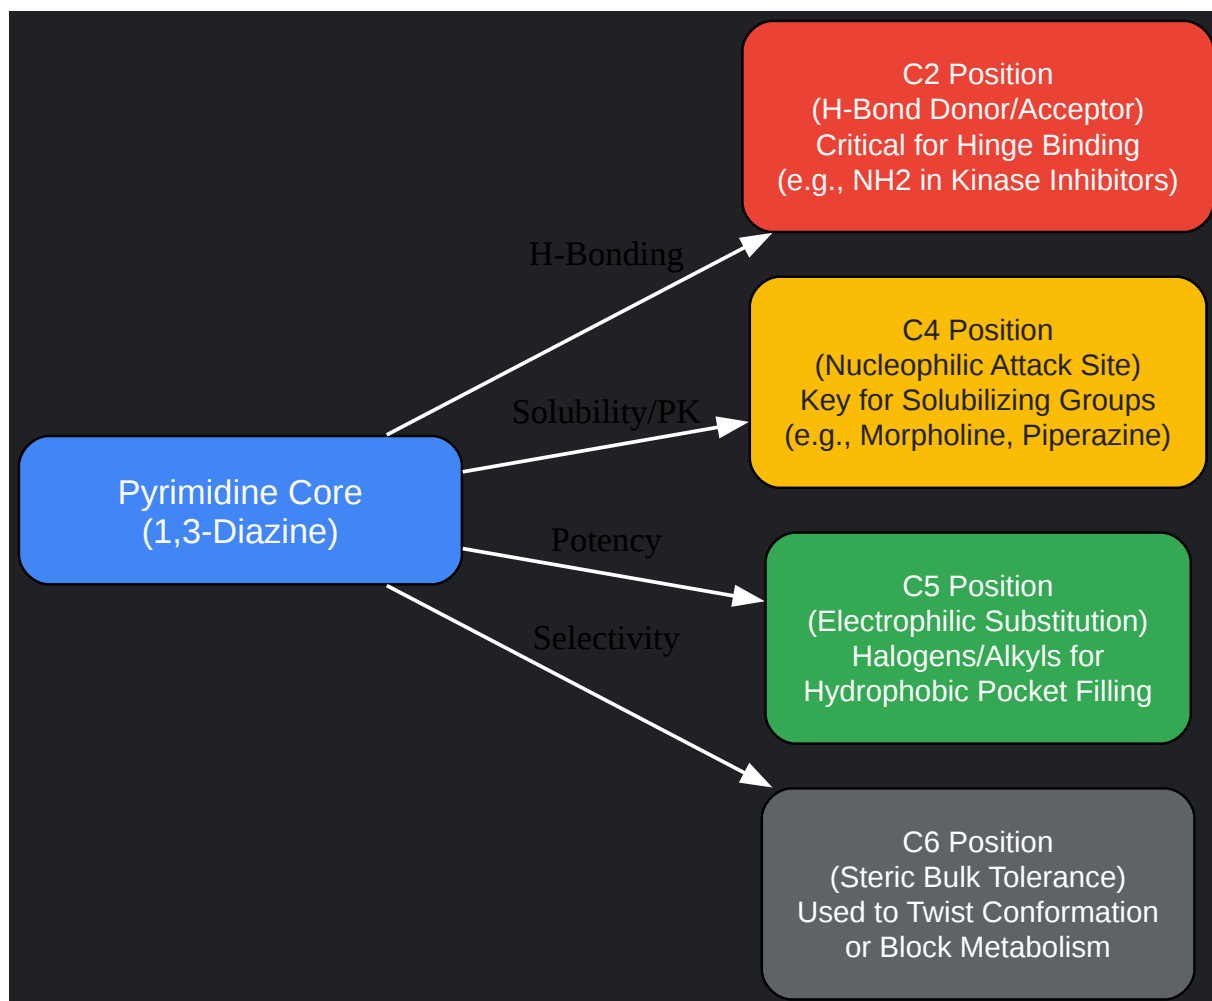 Pyrimidine Core
(1,3-Diazine)
H-Bonding
Solubility/PK
Potency
Selectivity
C2 Position
(H-Bond Donor/Acceptor)
Critical for Hinge Binding
(e.g., NH2 in Kinase Inhibitors)
C4 Position
(Nucleophilic Attack Site)
Key for Solubilizing Groups
(e.g., Morpholine, Piperazine)
C5 Position
(Electrophilic Substitution)
Halogens/Alkyls for
Hydrophobic Pocket Filling
C6 Position
(Steric Bulk Tolerance)
Used to Twist Conformation
or Block Metabolism